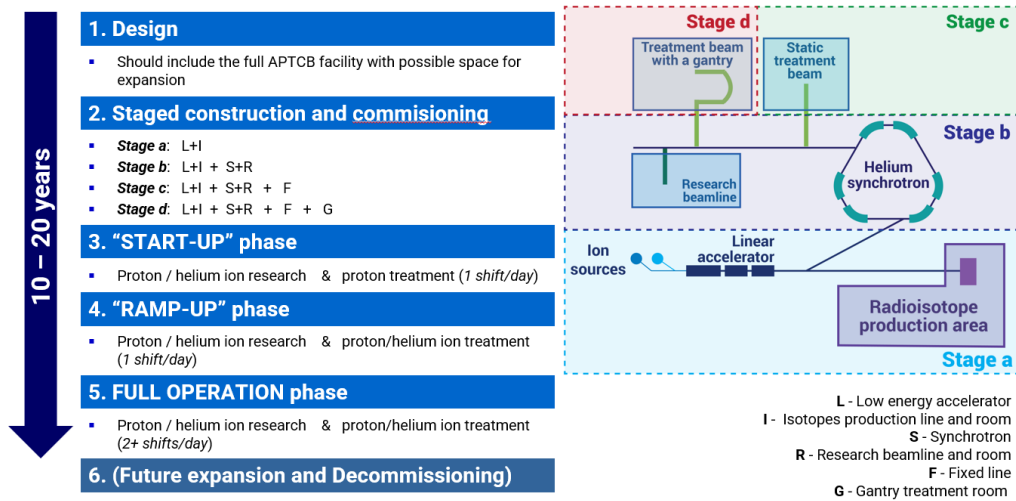 10 – 20 years
1. Design
▪ Should include the full APTCB facility with possible space for
expansion
2. Staged construction and commisioning
▪ Stage a: L+I
▪ Stage b: L+I + S+R
▪ Stage c: L+I + S+R + F
▪ Stage d: L+I + S+R + F + G
3. “START-UP” phase
▪ Proton / helium ion research & proton treatment (1 shift/day)
4. “RAMP-UP” phase
▪ Proton / helium ion research & proton/helium ion treatment
(1 shift/day)
5. FULL OPERATION phase
▪ Proton / helium ion research & proton/helium ion treatment
(2+ shifts/day)
6. (Future expansion and Decommissioning)
Stage d
Treatment beam
with a gantry
Stage c
Static
treatment
beam
Stage b
Research
beamline
Helium
synchrotron
Ion
sources
Linear
accelerator
Radioisotope
production area
Stage a
L - Low energy accelerator
I - Isotopes production line and room
S - Synchrotron
R - Research beamline and room
F - Fixed line
G - Gantry treatment room